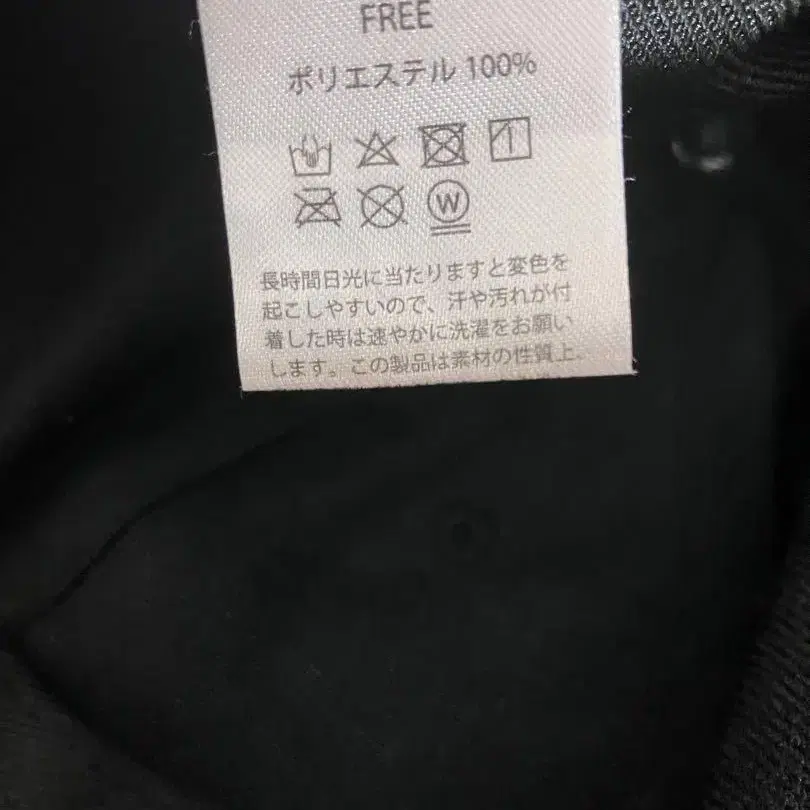 FREE
ポリエステル 100%
W
長時間日光に当たりますと変色を
起こしやすいので、汗や汚れが付
着した時は速やかに洗濯をお願い
します。この製品は素材の性質上、